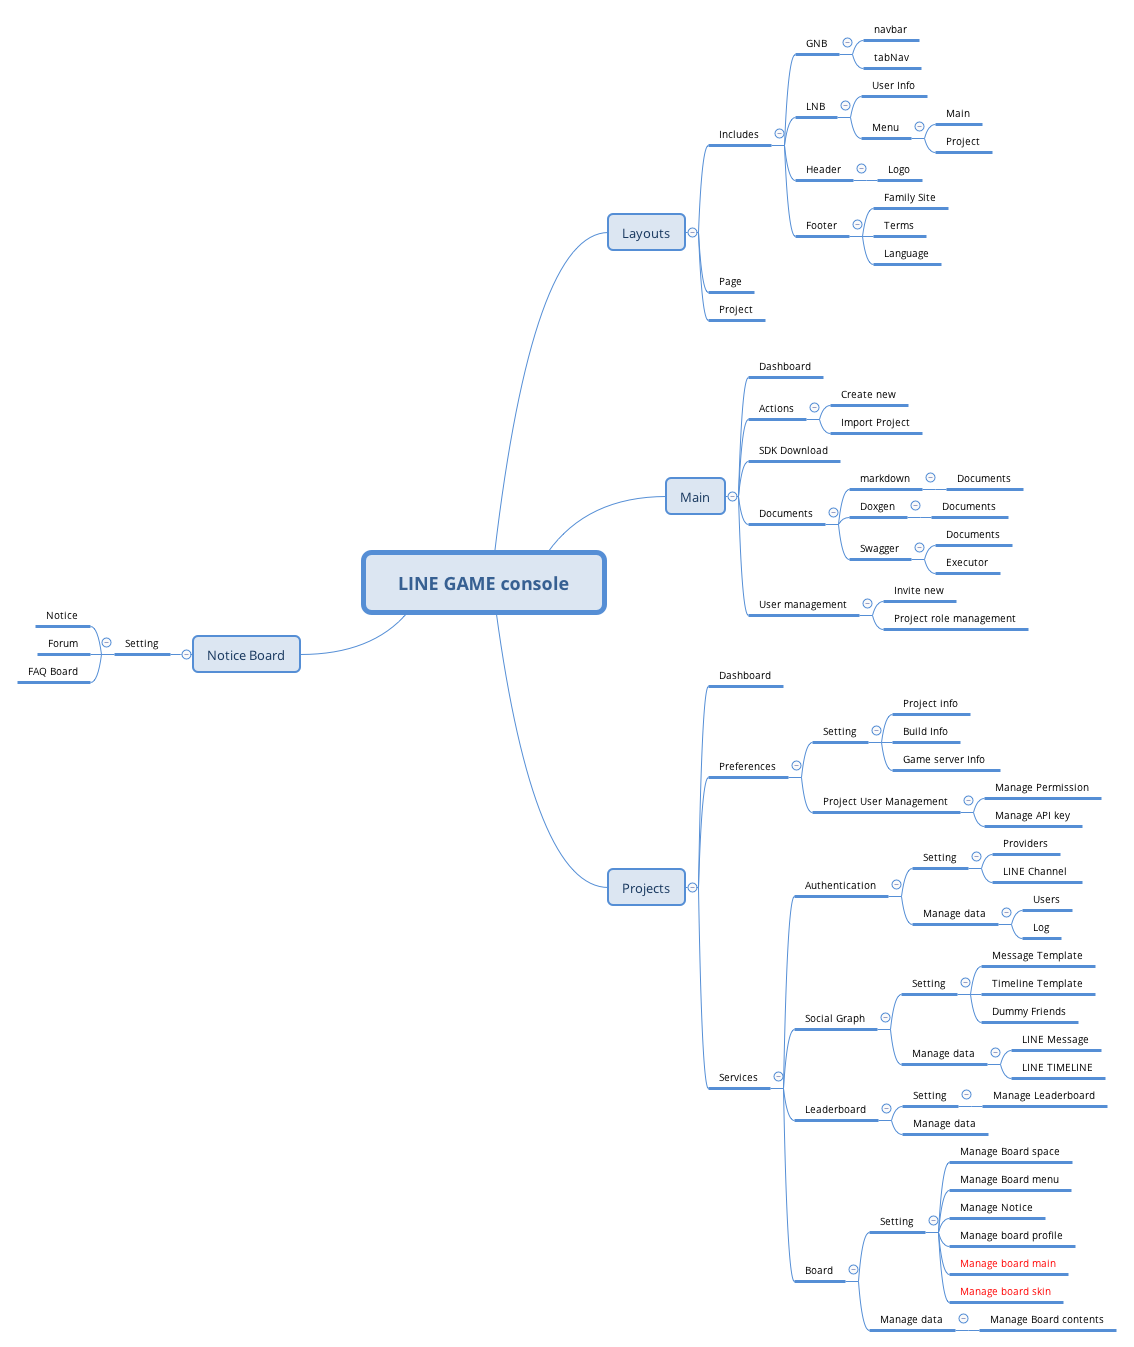 LINE GAME console
Layouts
Includes
GNB
navbar
tabNav
LNB
User Info
Menu
Main
Project
Header
Logo
Footer
Family Site
Terms
Language
Page
Project
Main
Dashboard
Actions
Create new
Import Project
SDK Download
Documents
markdown
Documents
Doxgen
Documents
Swagger
Documents
Executor
User management
Invite new
Project role management
Notice Board
Setting
Notice
Forum
FAQ Board
Projects
Dashboard
Preferences
Setting
Project info
Build Info
Game server Info
Project User Management
Manage Permission
Manage API key
Services
Authentication
Setting
Providers
LINE Channel
Manage data
Users
Log
Social Graph
Setting
Message Template
Timeline Template
Dummy Friends
Manage data
LINE Message
LINE TIMELINE
Leaderboard
Setting
Manage Leaderboard
Manage data
Board
Setting
Manage Board space
Manage Board menu
Manage Notice
Manage board profile
Manage board main
Manage board skin
Manage data
Manage Board contents